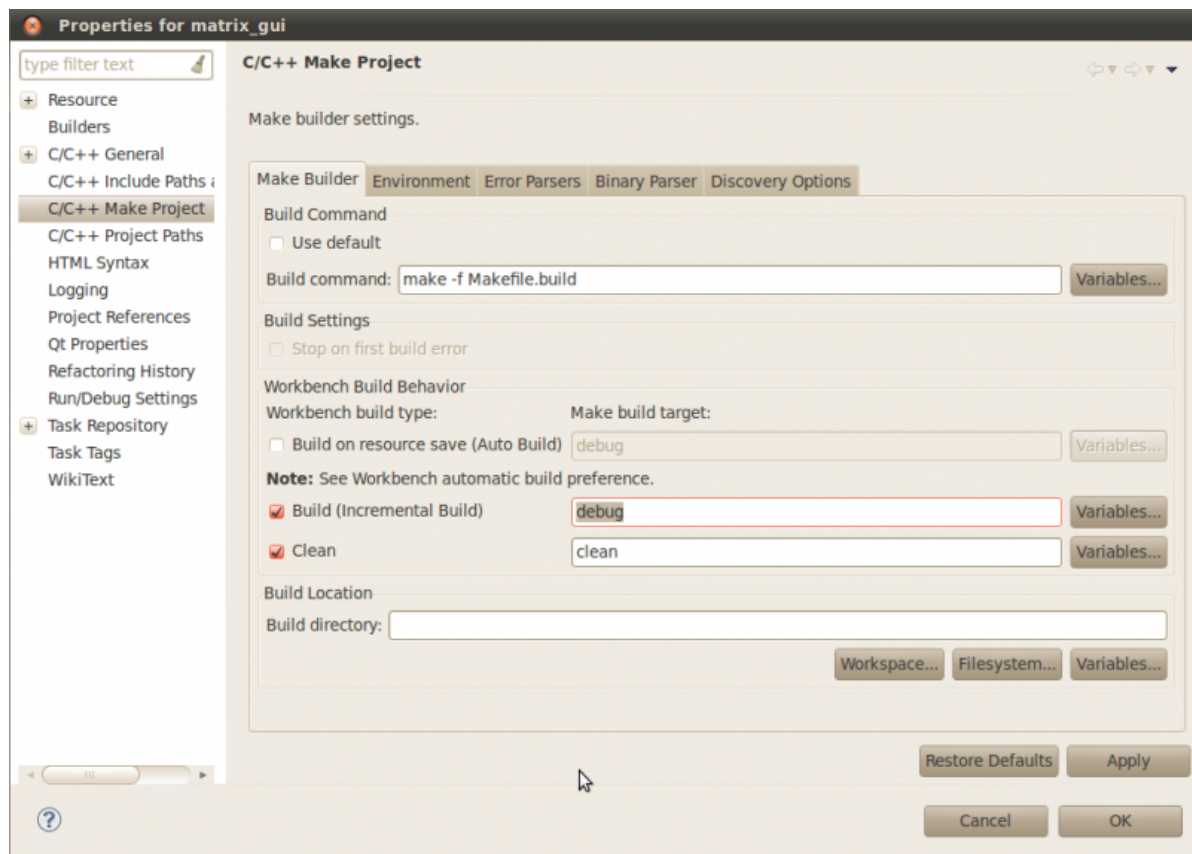 Properties for matrix_gui
type filter text
Resource
Builders
C/C++ General
C/C++ Include Paths a
C/C++ Make Project
C/C++ Project Paths
HTML Syntax
Logging
Project References
Qt Properties
Refactoring History
Run/Debug Settings
Task Repository
Task Tags
WikiText
C/C++ Make Project
Make builder settings.
Make Builder Environment Error Parsers Binary Parser Discovery Options
Build Command
Use default
Build command: make -f Makefile.build Variables...
Build Settings
Stop on first build error
Workbench Build Behavior
Workbench build type: Make build target:
Build on resource save (Auto Build) debug Variables...
Note: See Workbench automatic build preference.
Build (Incremental Build) debug Variables...
Clean clean Variables...
Build Location
Build directory:
Workspace... Filesystem... Variables...
Restore Defaults Apply
Cancel OK